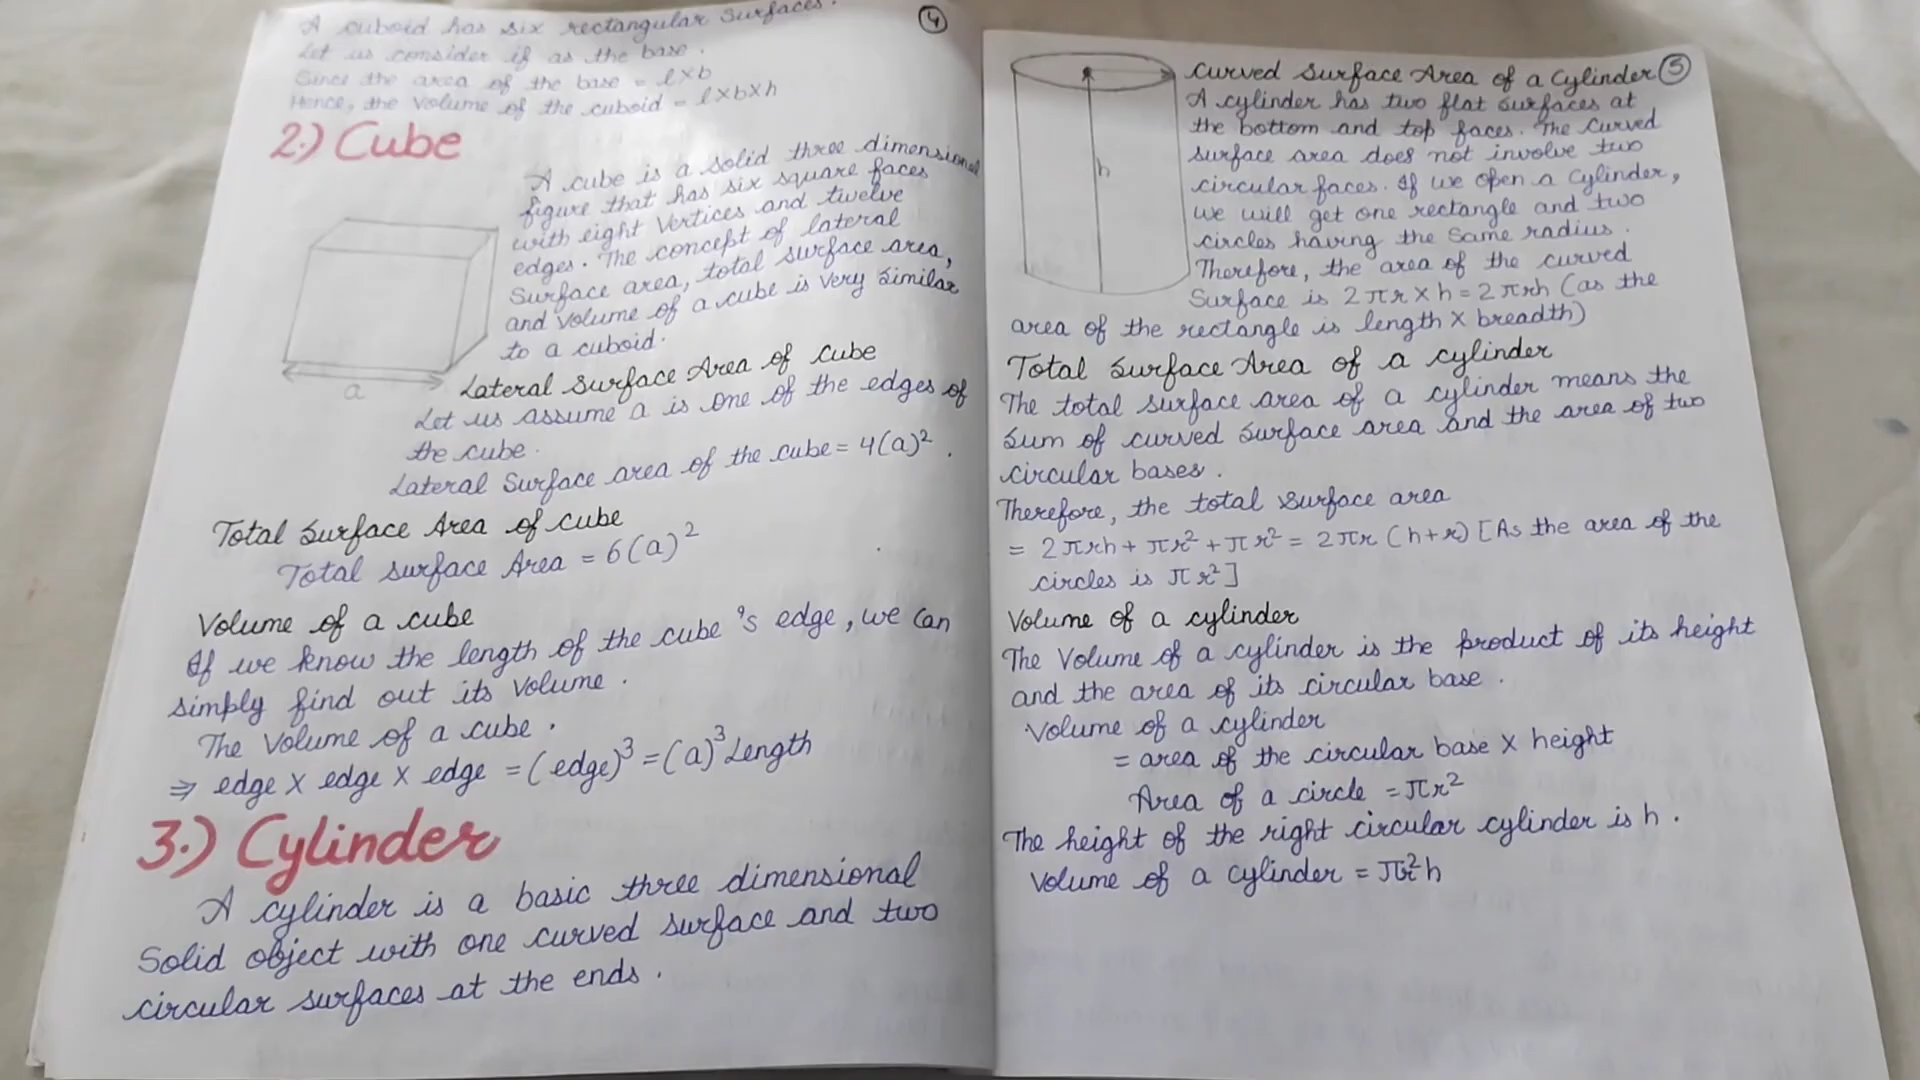 A cuboid has six rectangular surfaces.
Let us consider if as the base.
Since the area of the base = l×b
Hence, the Volume of the cuboid = l×b×h
4
2.) Cube
A cube is a solid three dimensional
figure that has six square faces
with eight Vertices and twelve
edges. The concept of lateral
surface area, total surface area,
and Volume of a cube is very similar
to a cuboid.
a
Lateral Surface Area of cube
Let us assume a is one of the edges of
the cube.
Lateral Surface area of the cube = 4(a)².
Total Surface Area of cube
Total surface Area = 6(a)²
Volume of a cube
If we know the length of the cube's edge, we can
simply find out its Volume.
The Volume of a cube.
⇒ edge × edge × edge = (edge)³ = (a)³ Length
3.) Cylinder
A cylinder is a basic three dimensional
Solid object with one curved surface and two
circular surfaces at the ends.
h
Curved Surface Area of a Cylinder 5
A cylinder has two flat surfaces at
the bottom and top faces. The Curved
surface area does not involve two
circular faces. If we open a Cylinder,
we will get one rectangle and two
circles having the same radius.
Therefore, the area of the curved
Surface is 2πr×h = 2πrh (as the
area of the rectangle is length × breadth)
Total Surface Area of a cylinder
The total surface area of a cylinder means the
sum of curved surface area and the area of two
circular bases.
Therefore, the total surface area
= 2πrh + πr² + πr² = 2πr (h+r) [As the area of the
circles is πr²]
Volume of a cylinder
The Volume of a cylinder is the product of its height
and the area of its circular base.
Volume of a cylinder
= area of the circular base × height
Area of a circle = πr²
The height of the right circular cylinder is h.
Volume of a cylinder = πr²h